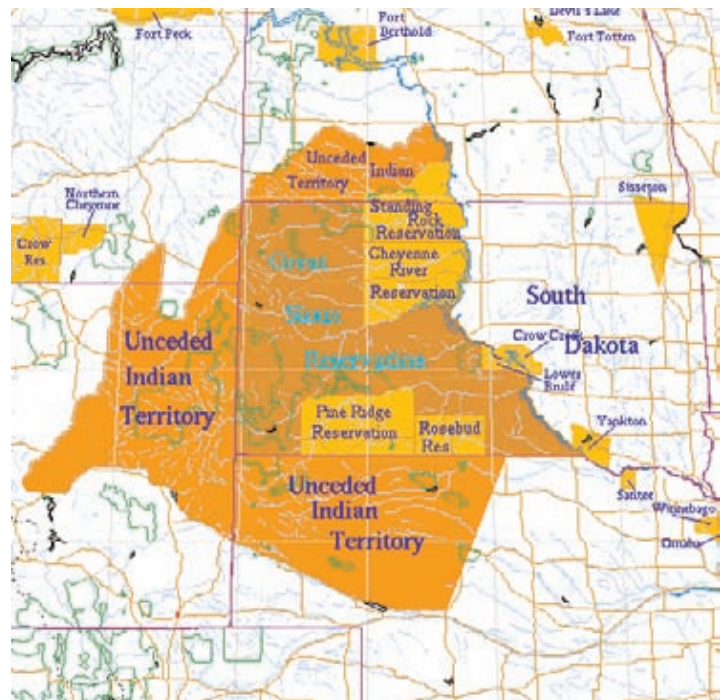 Fort Peck
Fort
Berthold
Devil's Lake
Fort Totten
Unceded
Indian
Territory
Northern
Cheyenne
Crow
Res.
Standing
Rock
Reservation
Cheyenne
River
Reservation
Sisseton
Great
Sioux
Reservation
South
Dakota
Unceded
Indian
Territory
Crow Creek
Lower
Brule
Pine Ridge
Reservation
Rosebud
Res
Yankton
Unceded
Indian
Territory
Santee
Winnebago
Omaha